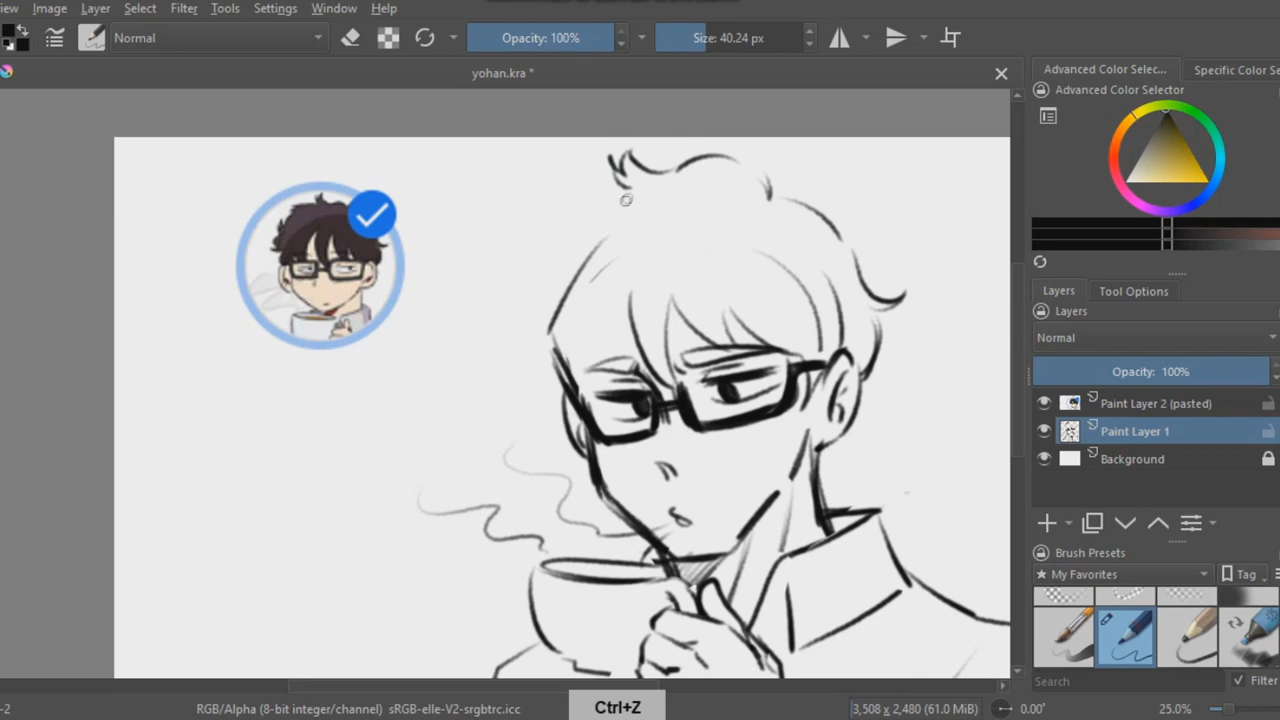 Image Layer Select Filter Tools Settings Window Help
Normal
Opacity: 100%
Size: 40.24 px
yohan.kra *
Advanced Color Selec...
Specific Color Se
Advanced Color Selector
Layers
Tool Options
Layers
Normal
Opacity: 100%
Paint Layer 2 (pasted)
Paint Layer 1
Background
Brush Presets
★ My Favorites
Tag
Search
Filter
-2
RGB/Alpha (8-bit integer/channel) sRGB-elle-V2-srgbtrc.icc
Ctrl+Z
3,508 x 2,480 (61.0 MiB)
0.00°
25.0%